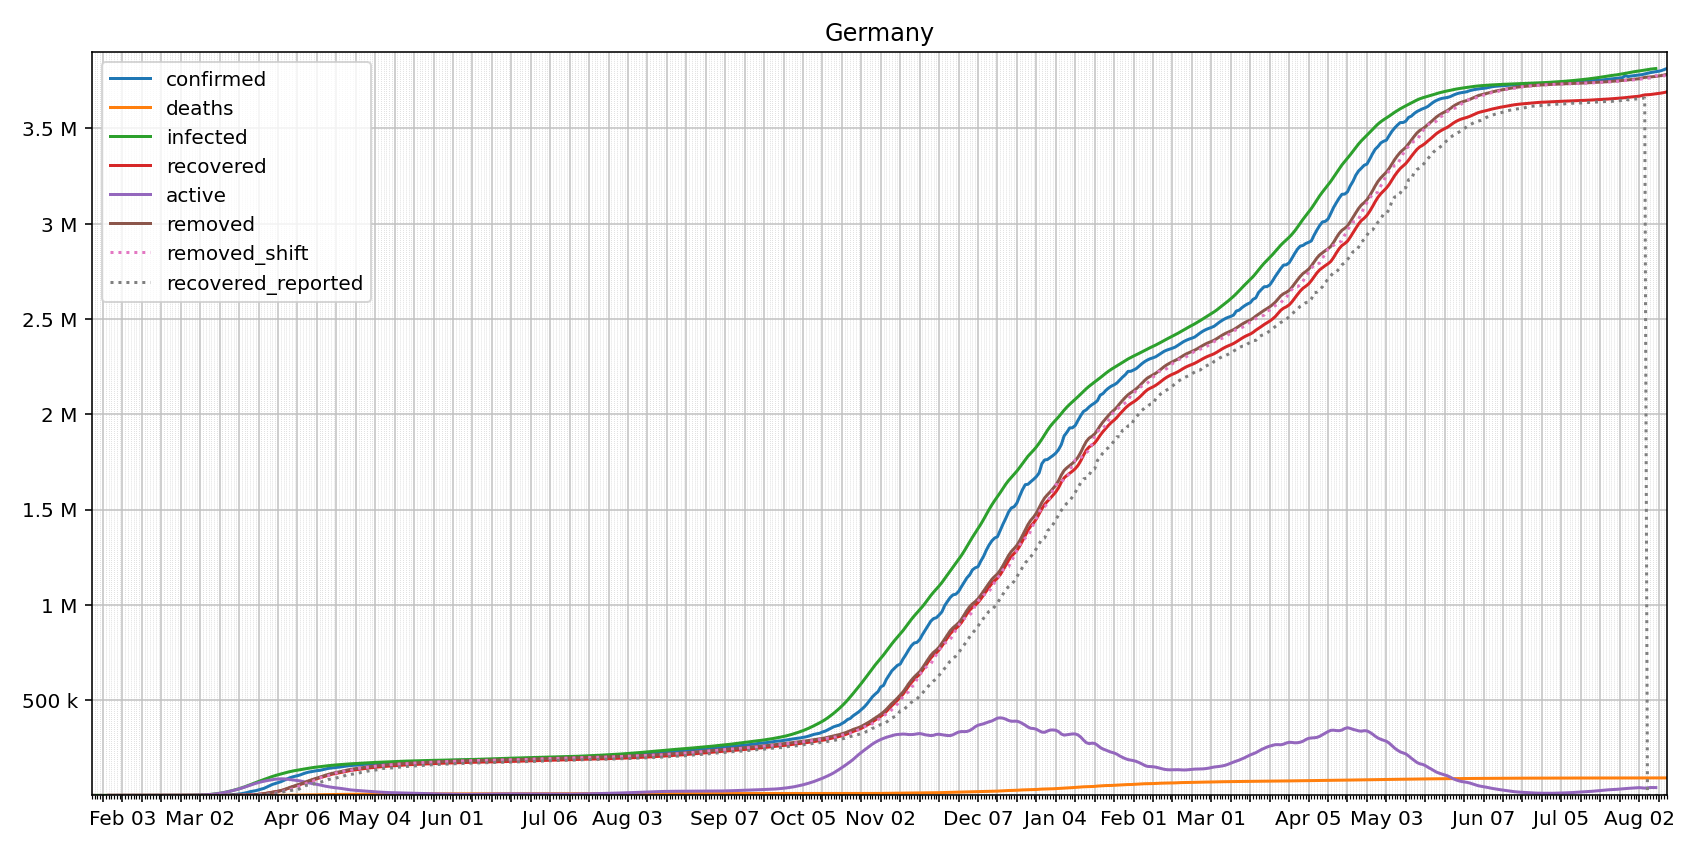 Germany
confirmed
deaths
infected
recovered
active
removed
removed_shift
recovered_reported
3.5 M
3 M
2.5 M
2 M
1.5 M
1 M
500 k
Feb 03 Mar 02 Apr 06 May 04 Jun 01 Jul 06 Aug 03 Sep 07 Oct 05 Nov 02 Dec 07 Jan 04 Feb 01 Mar 01 Apr 05 May 03 Jun 07 Jul 05 Aug 02